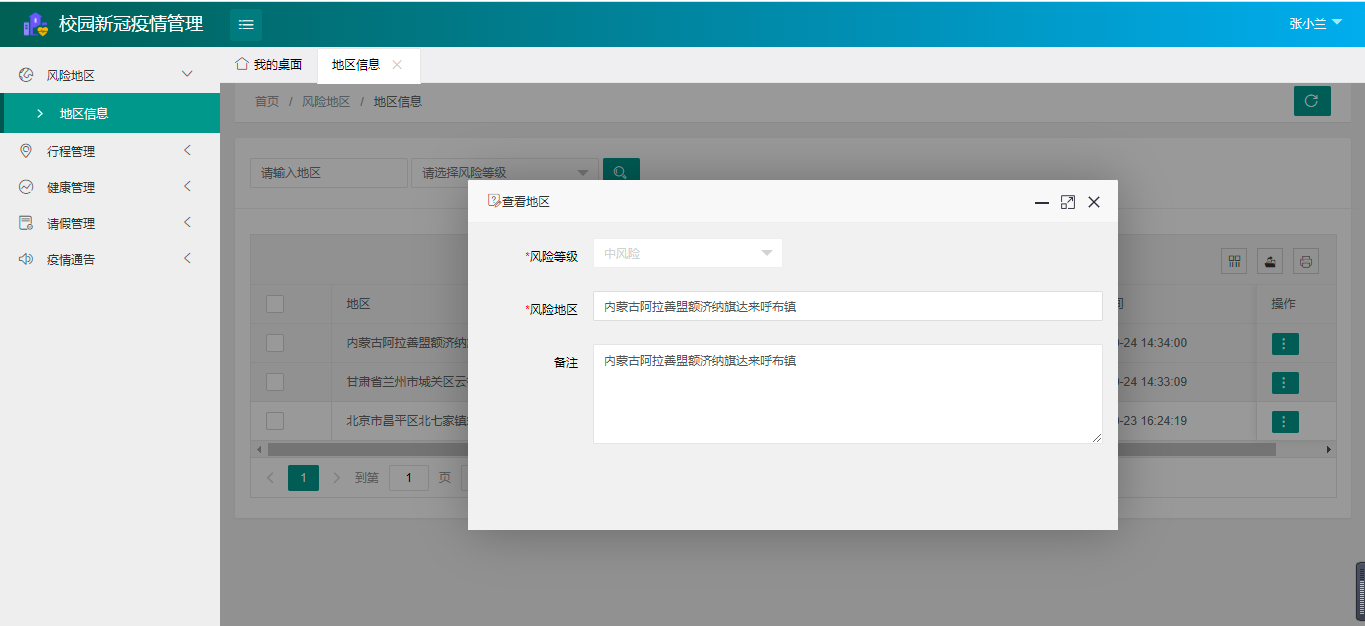 校园新冠疫情管理
张小兰
风险地区
地区信息
行程管理
健康管理
请假管理
疫情通告
我的桌面
地区信息
首页 / 风险地区 / 地区信息
请输入地区
请选择风险等级
查看地区
*风险等级
中风险
*风险地区
内蒙古阿拉善盟额济纳旗达来呼布镇
备注
内蒙古阿拉善盟额济纳旗达来呼布镇
地区
操作
内蒙古阿拉善盟额济纳
-24 14:34:00
甘肃省兰州市城关区云
-24 14:33:09
北京市昌平区北七家镇
-23 16:24:19
1
到第
1
页